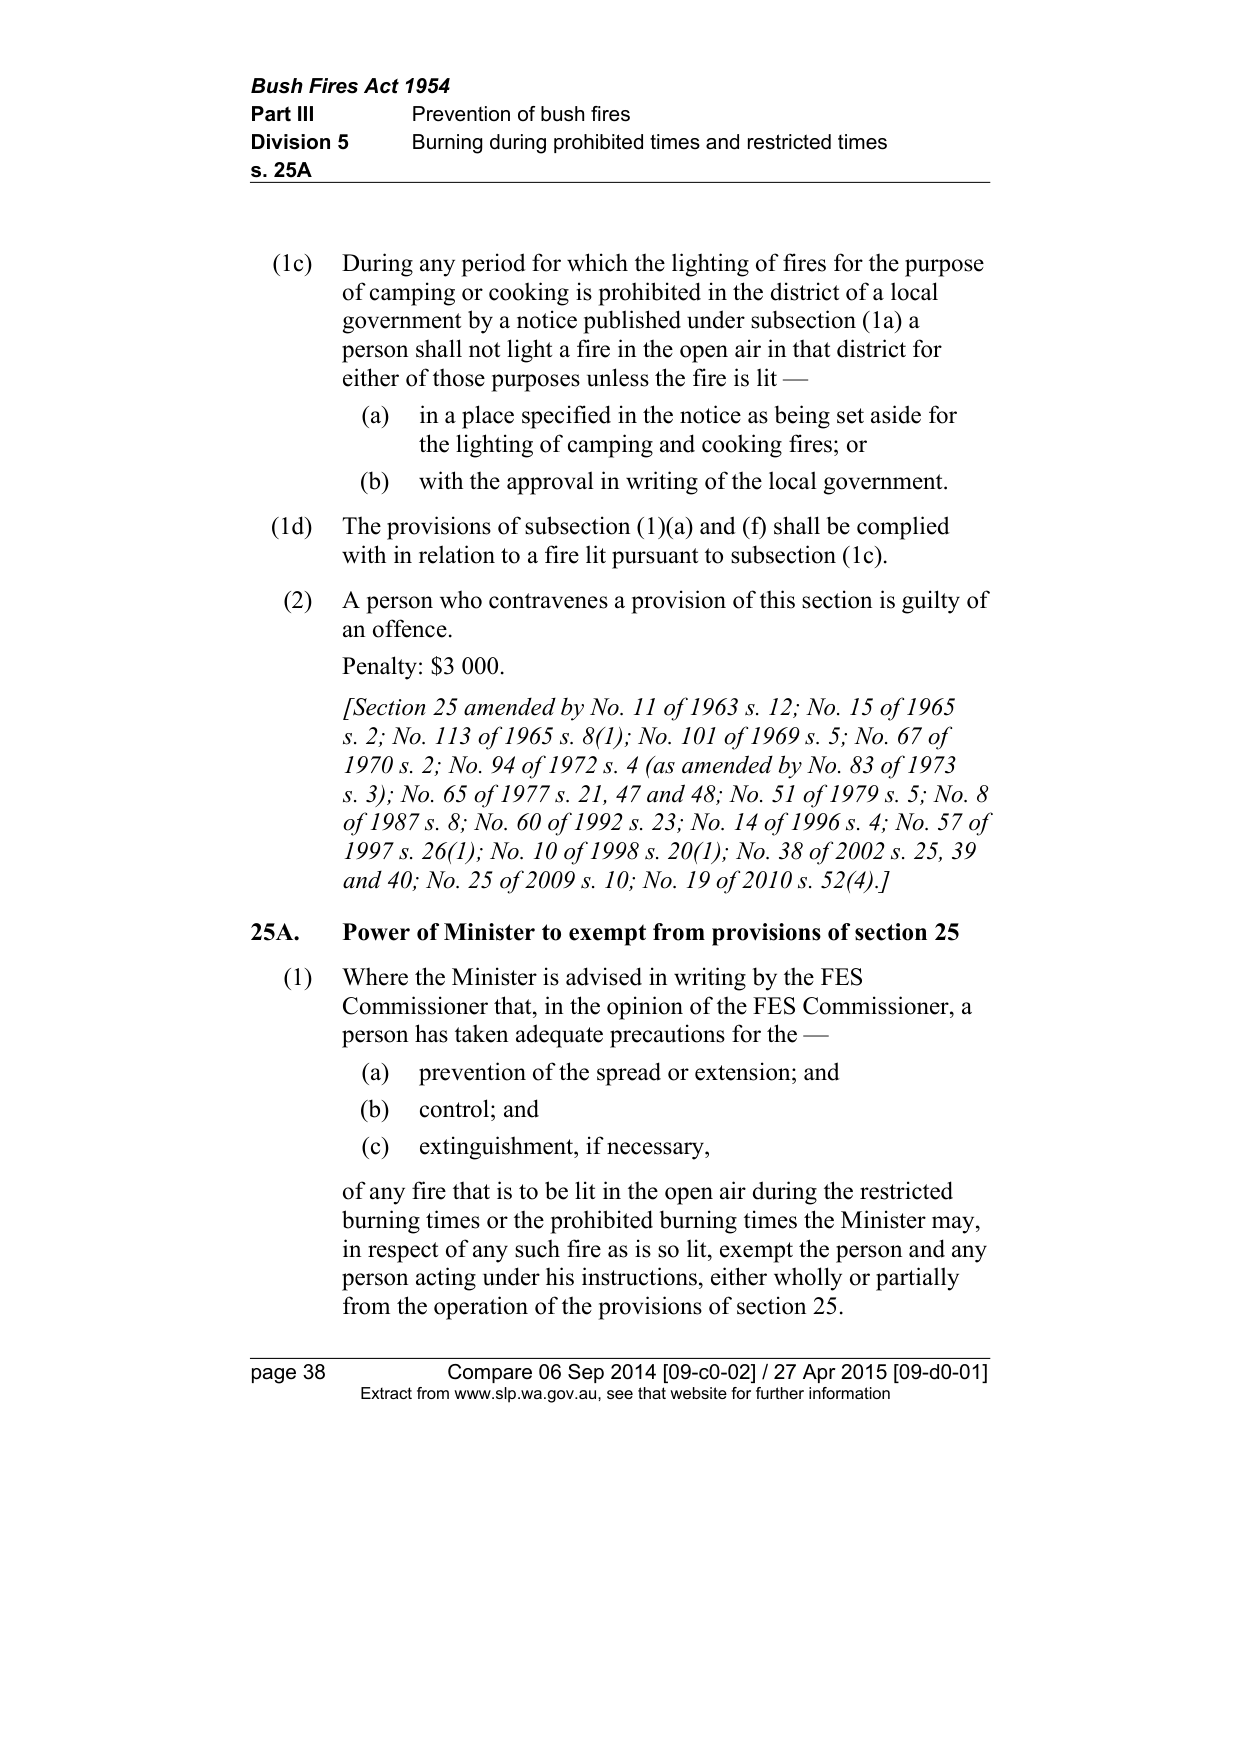 Bush Fires Act 1954
Part III Prevention of bush fires
Division 5 Burning during prohibited times and restricted times
s. 25A
(1c) During any period for which the lighting of fires for the purpose
of camping or cooking is prohibited in the district of a local
government by a notice published under subsection (1a) a
person shall not light a fire in the open air in that district for
either of those purposes unless the fire is lit —
(a) in a place specified in the notice as being set aside for
the lighting of camping and cooking fires; or
(b) with the approval in writing of the local government.
(1d) The provisions of subsection (1)(a) and (f) shall be complied
with in relation to a fire lit pursuant to subsection (1c).
(2) A person who contravenes a provision of this section is guilty of
an offence.
Penalty: $3 000.
[Section 25 amended by No. 11 of 1963 s. 12; No. 15 of 1965
s. 2; No. 113 of 1965 s. 8(1); No. 101 of 1969 s. 5; No. 67 of
1970 s. 2; No. 94 of 1972 s. 4 (as amended by No. 83 of 1973
s. 3); No. 65 of 1977 s. 21, 47 and 48; No. 51 of 1979 s. 5; No. 8
of 1987 s. 8; No. 60 of 1992 s. 23; No. 14 of 1996 s. 4; No. 57 of
1997 s. 26(1); No. 10 of 1998 s. 20(1); No. 38 of 2002 s. 25, 39
and 40; No. 25 of 2009 s. 10; No. 19 of 2010 s. 52(4).]
25A. Power of Minister to exempt from provisions of section 25
(1) Where the Minister is advised in writing by the FES
Commissioner that, in the opinion of the FES Commissioner, a
person has taken adequate precautions for the —
(a) prevention of the spread or extension; and
(b) control; and
(c) extinguishment, if necessary,
of any fire that is to be lit in the open air during the restricted
burning times or the prohibited burning times the Minister may,
in respect of any such fire as is so lit, exempt the person and any
person acting under his instructions, either wholly or partially
from the operation of the provisions of section 25.
page 38 Compare 06 Sep 2014 [09-c0-02] / 27 Apr 2015 [09-d0-01]
Extract from www.slp.wa.gov.au, see that website for further information